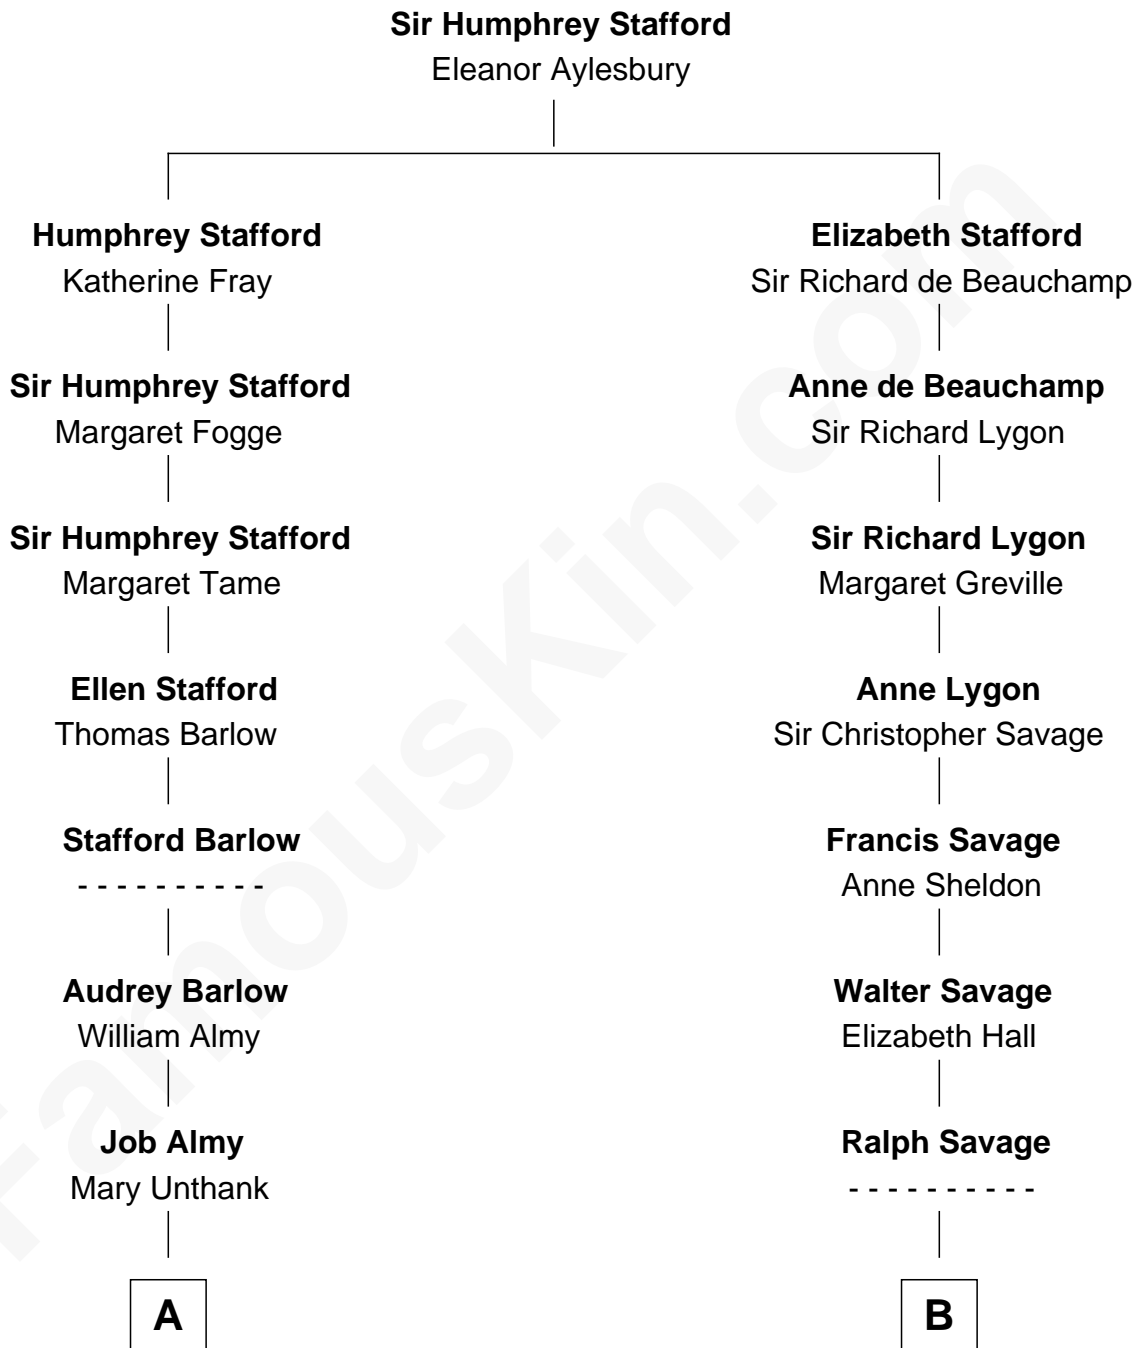 Sir Humphrey Stafford
Eleanor Aylesbury
Humphrey Stafford
Katherine Fray
Sir Humphrey Stafford
Margaret Fogge
Sir Humphrey Stafford
Margaret Tame
Ellen Stafford
Thomas Barlow
Stafford Barlow
- - - - - - - - - -
Audrey Barlow
William Almy
Job Almy
Mary Unthank
A
Elizabeth Stafford
Sir Richard de Beauchamp
Anne de Beauchamp
Sir Richard Lygon
Sir Richard Lygon
Margaret Greville
Anne Lygon
Sir Christopher Savage
Francis Savage
Anne Sheldon
Walter Savage
Elizabeth Hall
Ralph Savage
- - - - - - - - - -
B
FamousKin.com